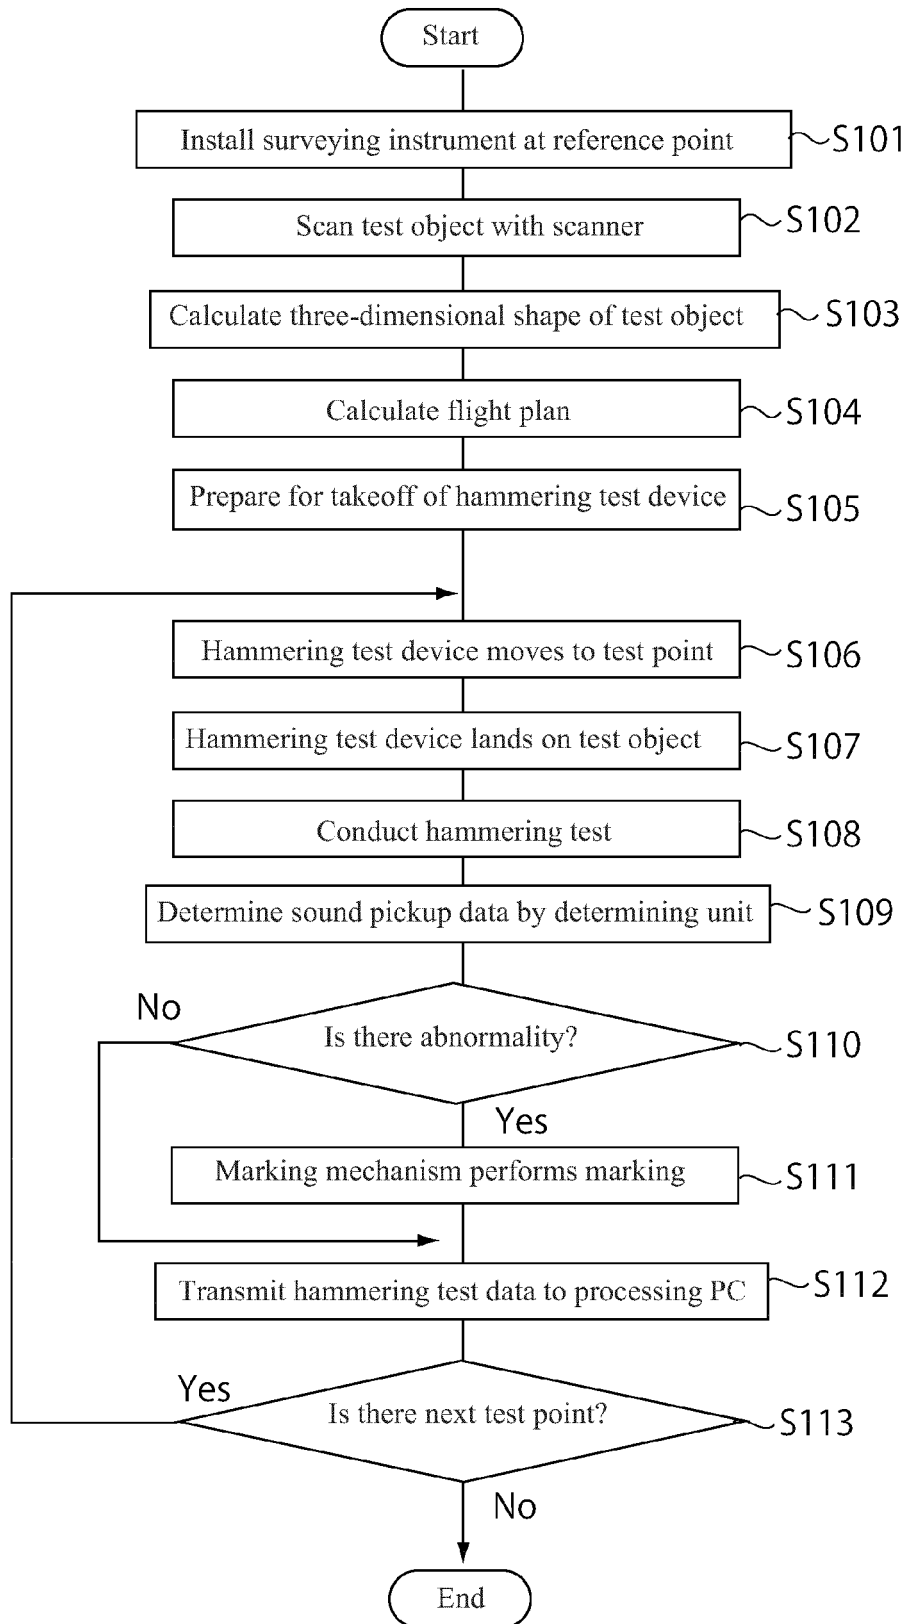 Start
Install surveying instrument at reference point
S101
Scan test object with scanner
S102
Calculate three-dimensional shape of test object
S103
Calculate flight plan
S104
Prepare for takeoff of hammering test device
S105
Hammering test device moves to test point
S106
Hammering test device lands on test object
S107
Conduct hammering test
S108
Determine sound pickup data by determining unit
S109
No
Is there abnormality?
S110
Yes
Marking mechanism performs marking
S111
Transmit hammering test data to processing PC
S112
Yes
Is there next test point?
S113
No
End